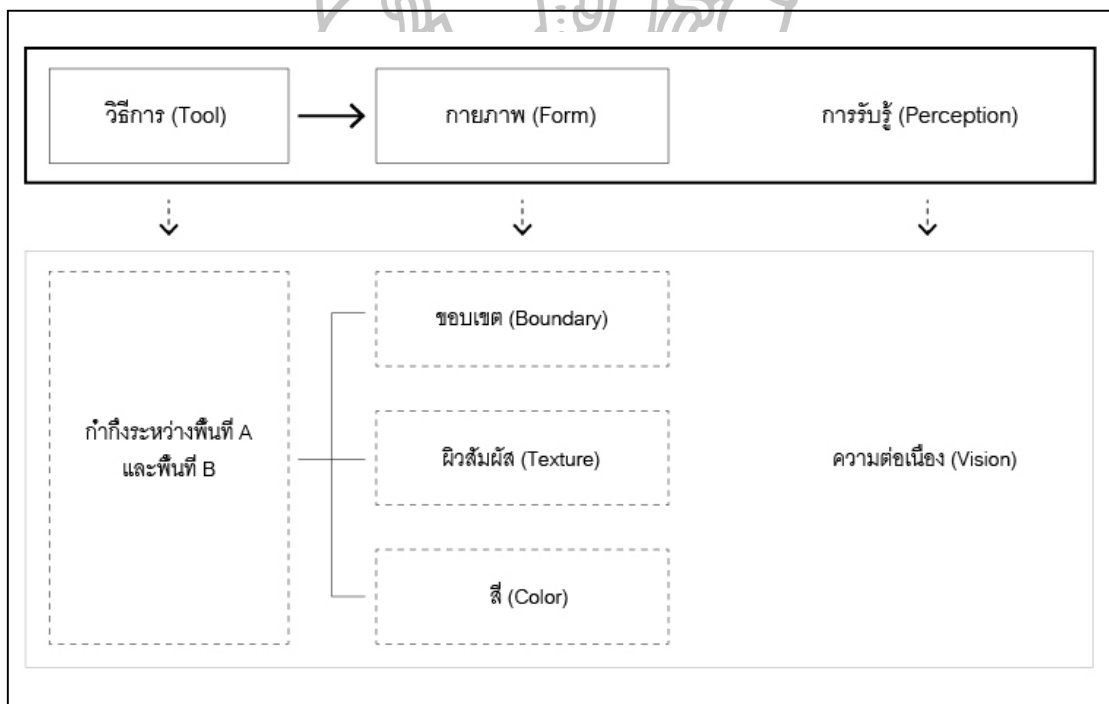 วิธีการ (Tool)
กายภาพ (Form)
การรับรู้ (Perception)
ขอบเขต (Boundary)
กำกึ่งระหว่างพื้นที่ A
และพื้นที่ B
ผิวสัมผัส (Texture)
ความต่อเนื่อง (Vision)
สี (Color)